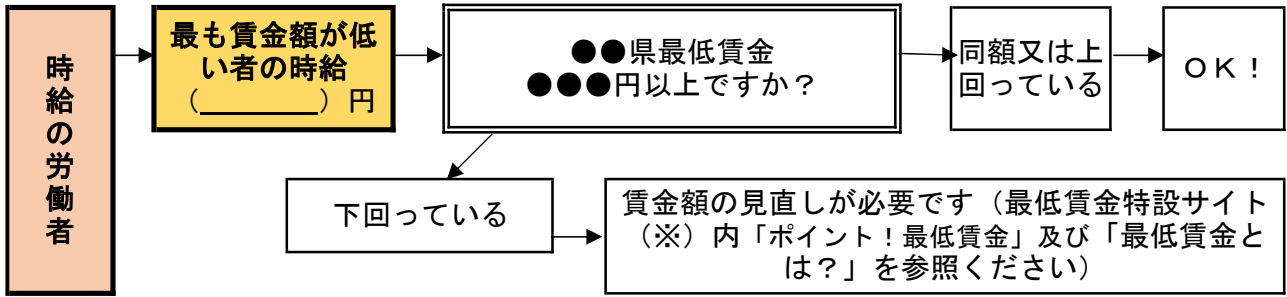 時給の労働者
最も賃金額が低
い者の時給
（＿＿＿＿）円
●●県最低賃金
●●●円以上ですか？
同額又は上
回っている
ＯＫ！
下回っている
賃金額の見直しが必要です（最低賃金特設サイト
（※）内「ポイント！最低賃金」及び「最低賃金と
は？」を参照ください）